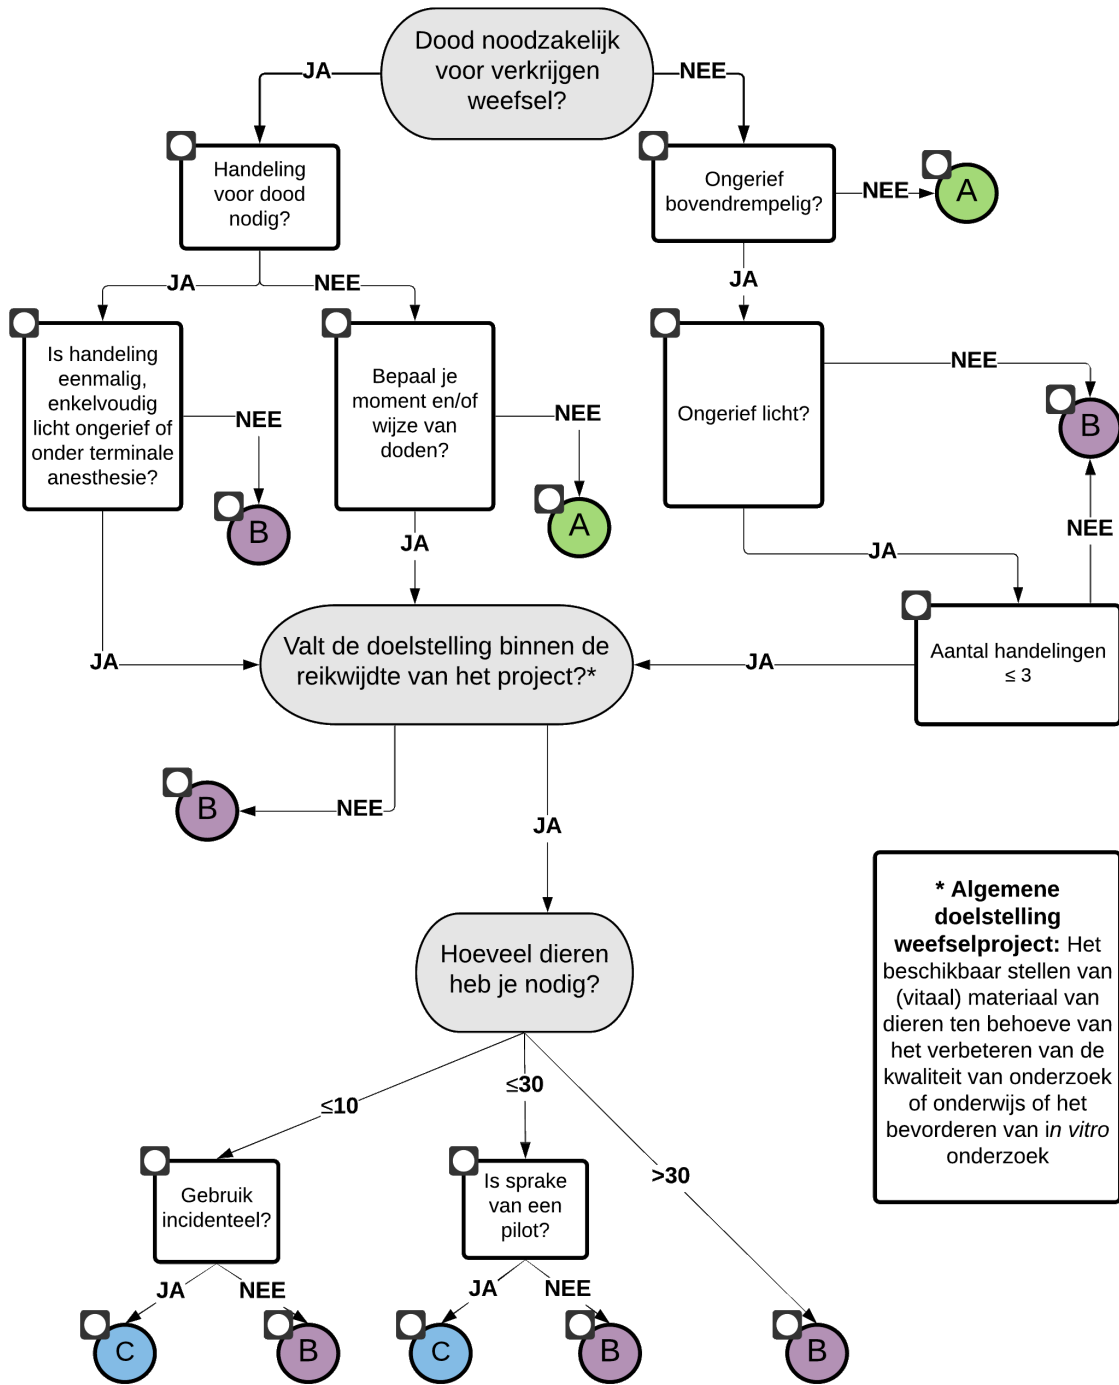 Dood noodzakelijk
voor verkrijgen
weefsel?
JA
NEE
Handeling
voor dood
nodig?
Ongerief
bovendrempelig?
NEE
A
JA
NEE
JA
Is handeling
eenmalig,
enkelvoudig
licht ongerief of
onder terminale
anesthesie?
NEE
B
Bepaal je
moment en/of
wijze van
doden?
NEE
A
Ongerief licht?
NEE
B
JA
JA
NEE
Aantal handelingen
≤ 3
JA
JA
Valt de doelstelling binnen de
reikwijdte van het project?*
NEE
B
JA
* Algemene
doelstelling
weefselproject: Het
beschikbaar stellen van
(vitaal) materiaal van
dieren ten behoeve van
het verbeteren van de
kwaliteit van onderzoek
of onderwijs of het
bevorderen van in vitro
onderzoek
Hoeveel dieren
heb je nodig?
≤10
≤30
>30
Gebruik
incidenteel?
Is sprake
van een
pilot?
JA
NEE
JA
NEE
C
B
C
B
B